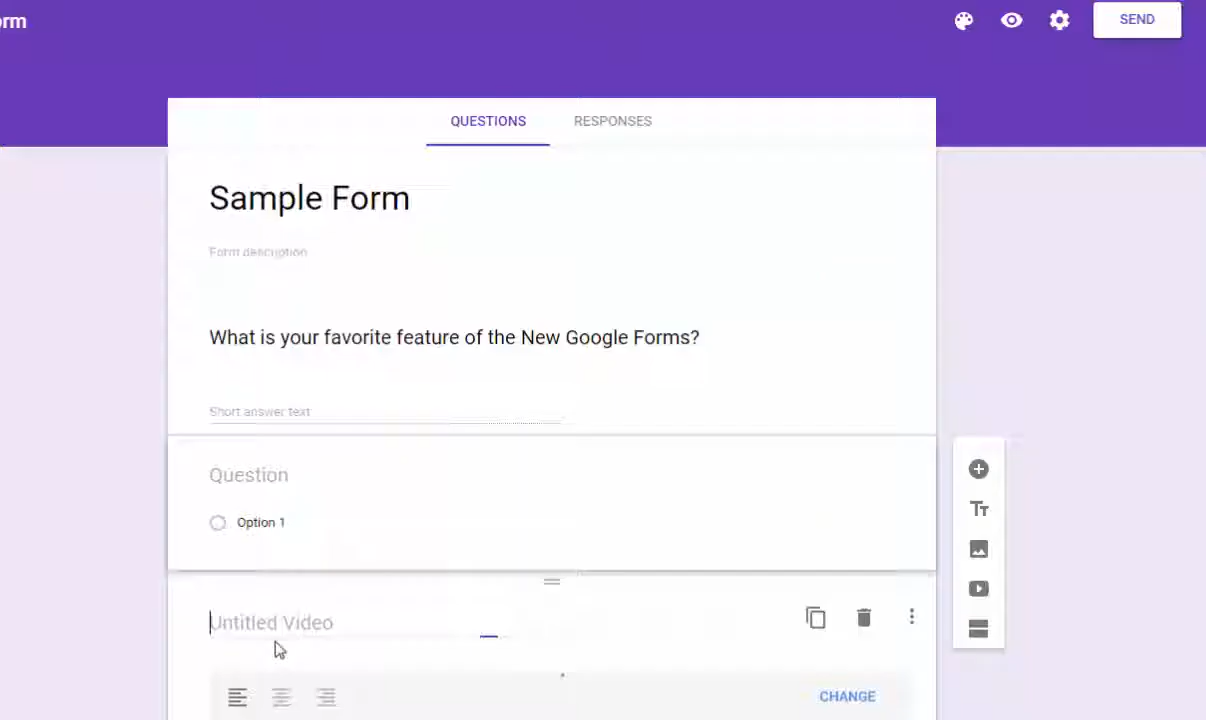 orm
SEND
QUESTIONS
RESPONSES
Sample Form
Form description
What is your favorite feature of the New Google Forms?
Short answer text
Question
Option 1
Untitled Video
CHANGE